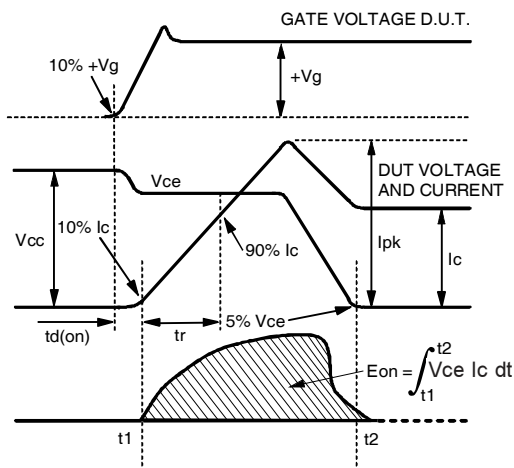 GATE VOLTAGE D.U.T.
10% +Vg
+Vg
Vce
DUT VOLTAGE
AND CURRENT
Vcc
10% Ic
90% Ic
Ipk
Ic
td(on)
tr
5% Vce
Eon = ∫ Vce Ic dt
t2
t1
t1
t2